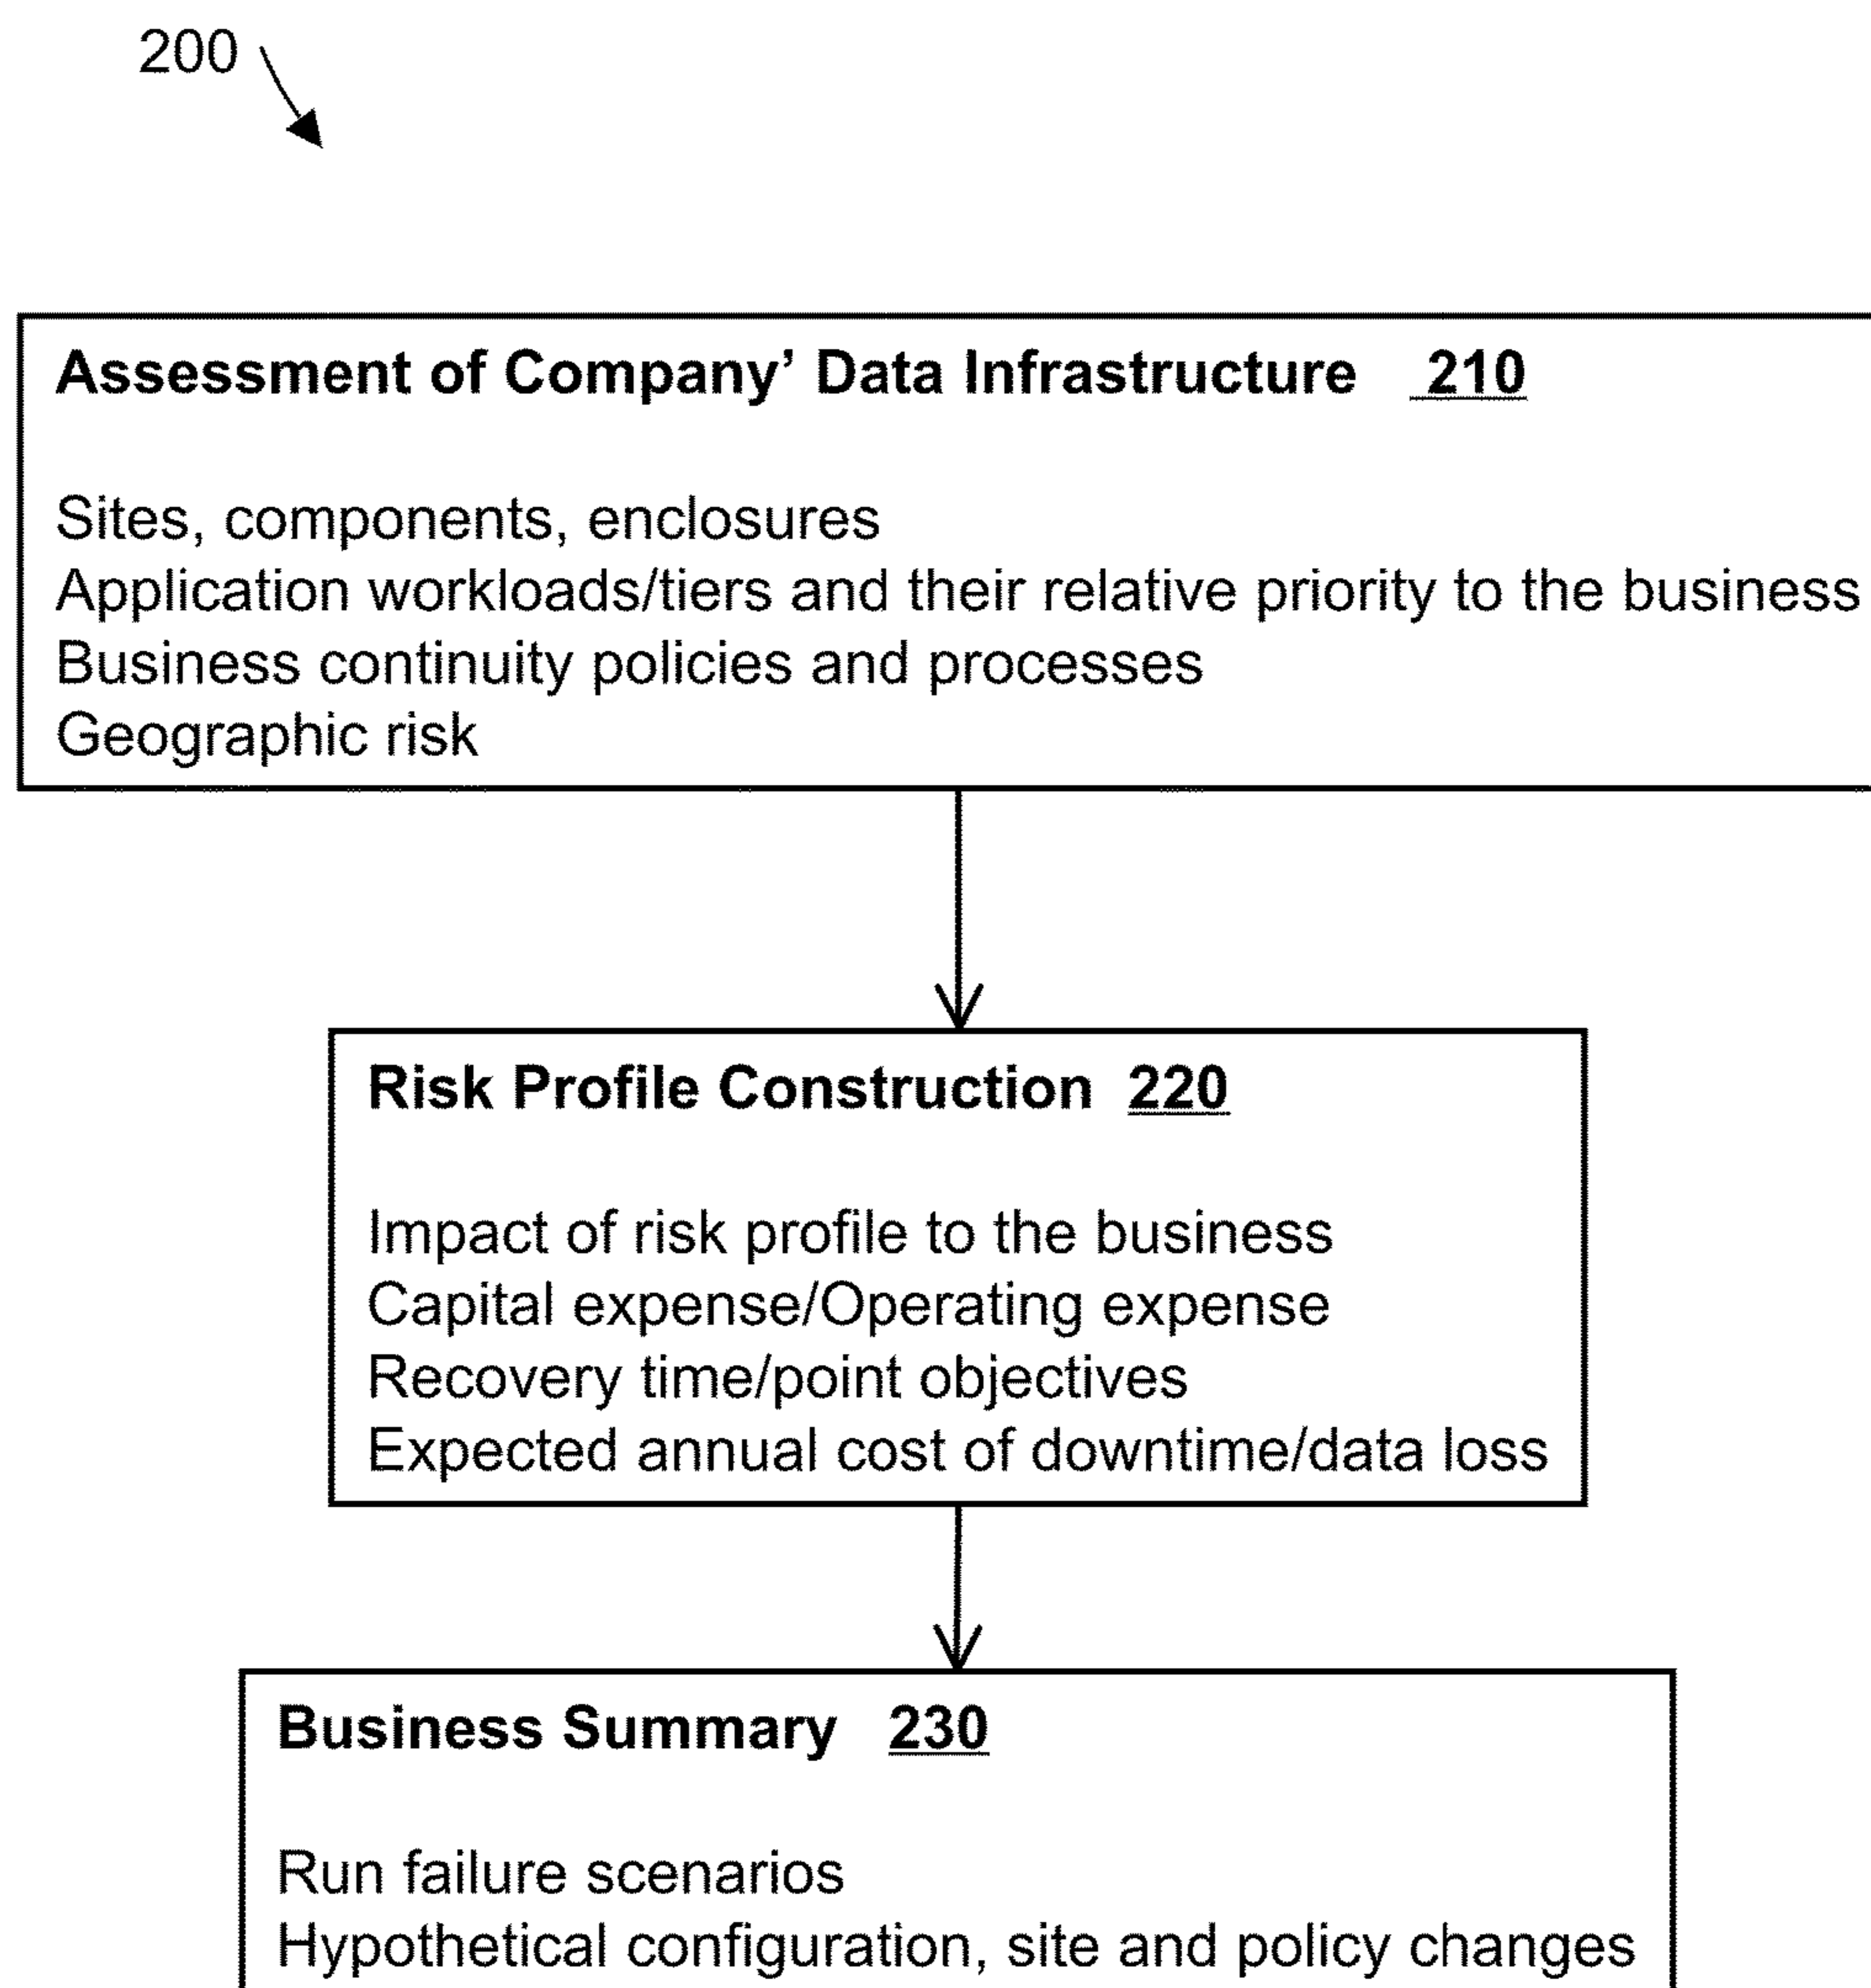 200
Assessment of Company’ Data Infrastructure 210
Sites, components, enclosures
Application workloads/tiers and their relative priority to the business
Business continuity policies and processes
Geographic risk
Risk Profile Construction 220
Impact of risk profile to the business
Capital expense/Operating expense
Recovery time/point objectives
Expected annual cost of downtime/data loss
Business Summary 230
Run failure scenarios
Hypothetical configuration, site and policy changes